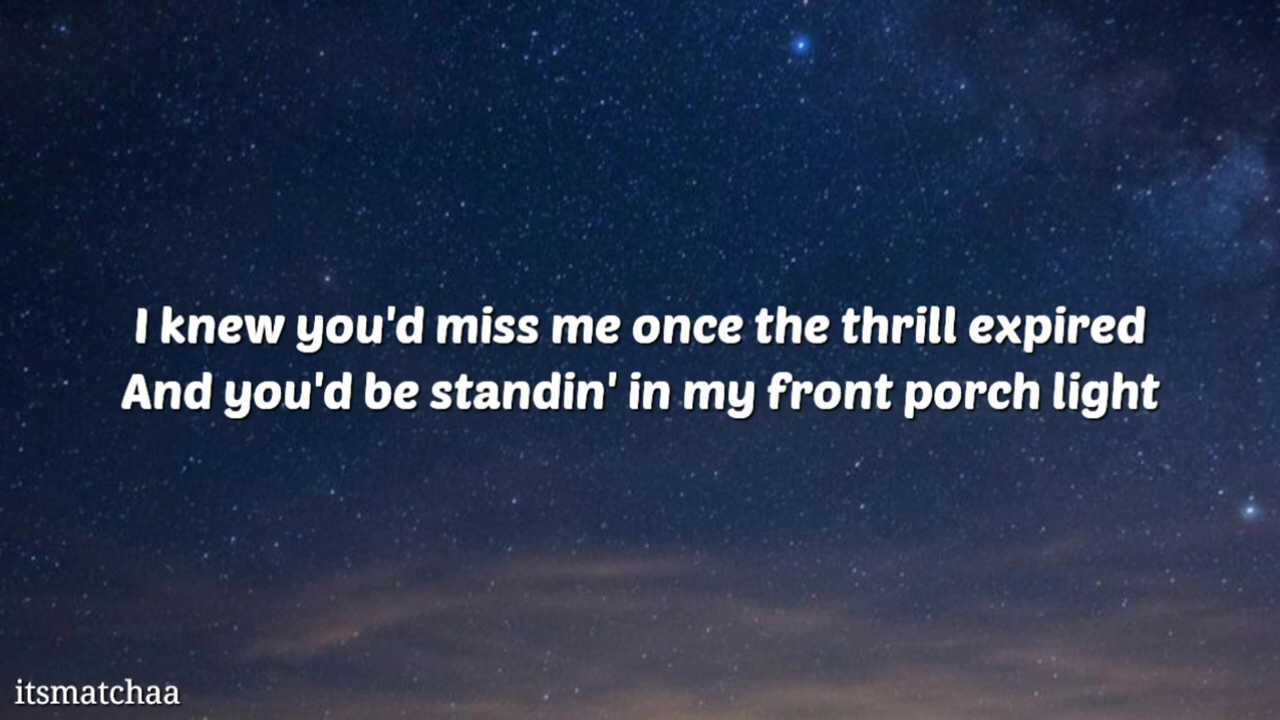 I knew you'd miss me once the thrill expired
And you'd be standin' in my front porch light
itsmatchaa